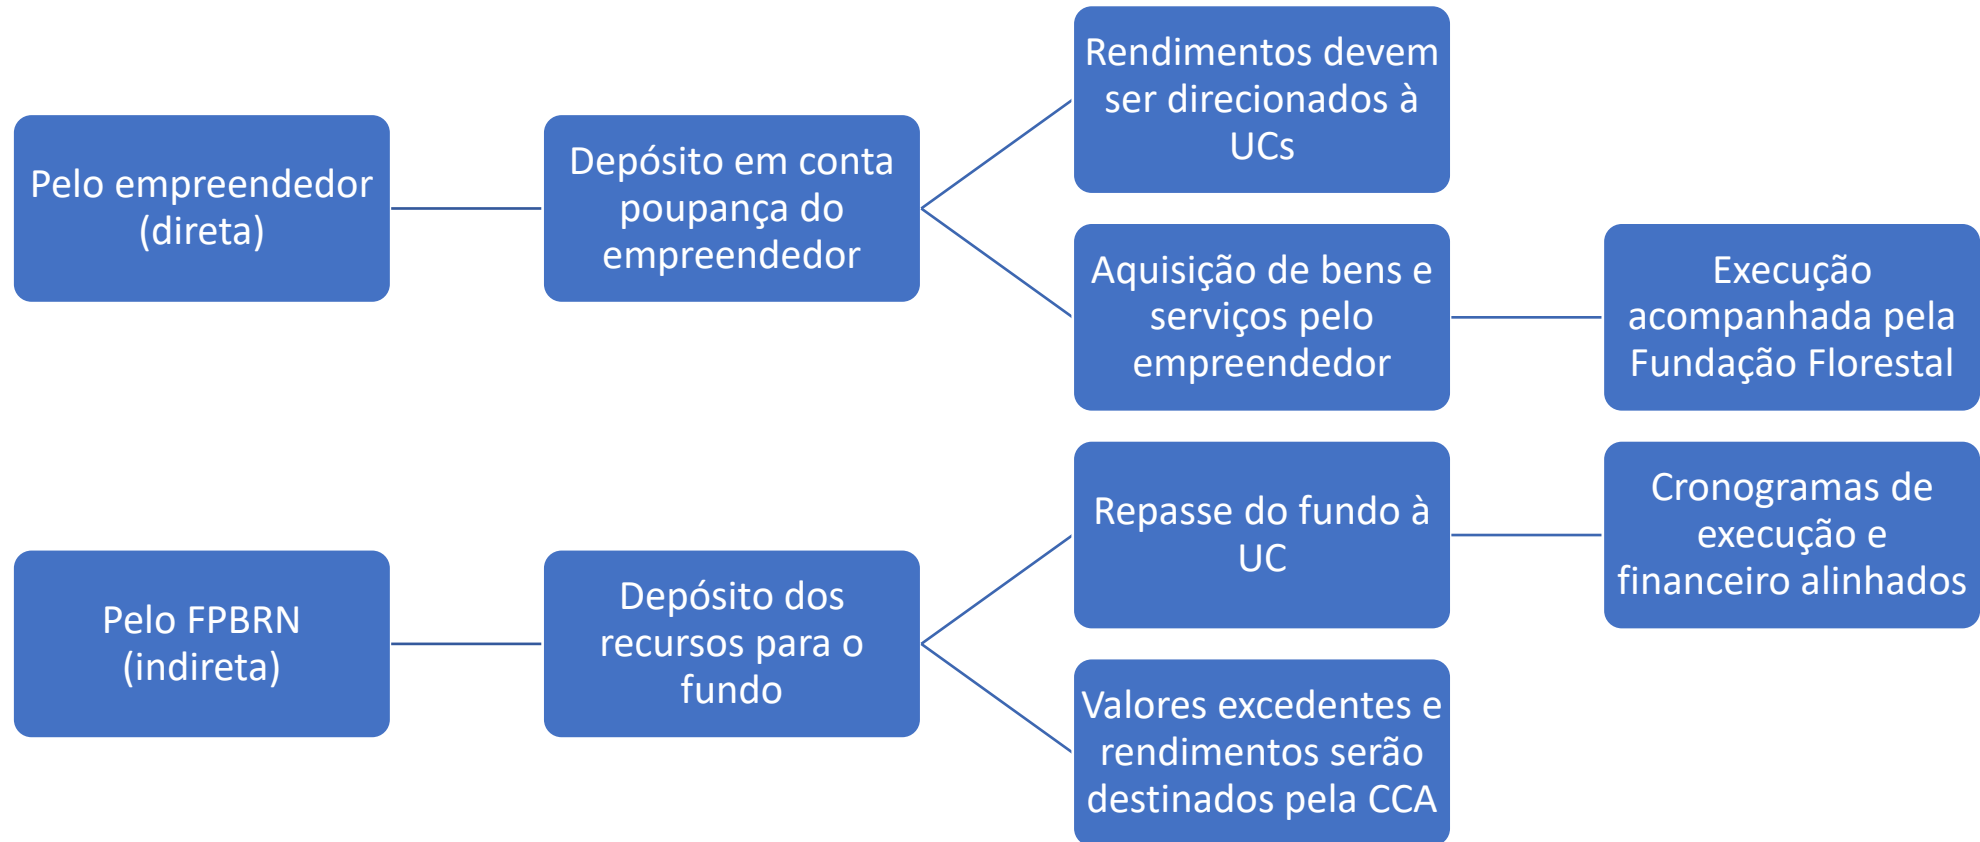 Pelo empreendedor
(direta)
Depósito em conta
poupança do
empreendedor
Rendimentos devem
ser direcionados à
UCs
Aquisição de bens e
serviços pelo
empreendedor
Execução
acompanhada pela
Fundação Florestal
Pelo FPBRN
(indireta)
Depósito dos
recursos para o
fundo
Repasse do fundo à
UC
Cronogramas de
execução e
financeiro alinhados
Valores excedentes e
rendimentos serão
destinados pela CCA